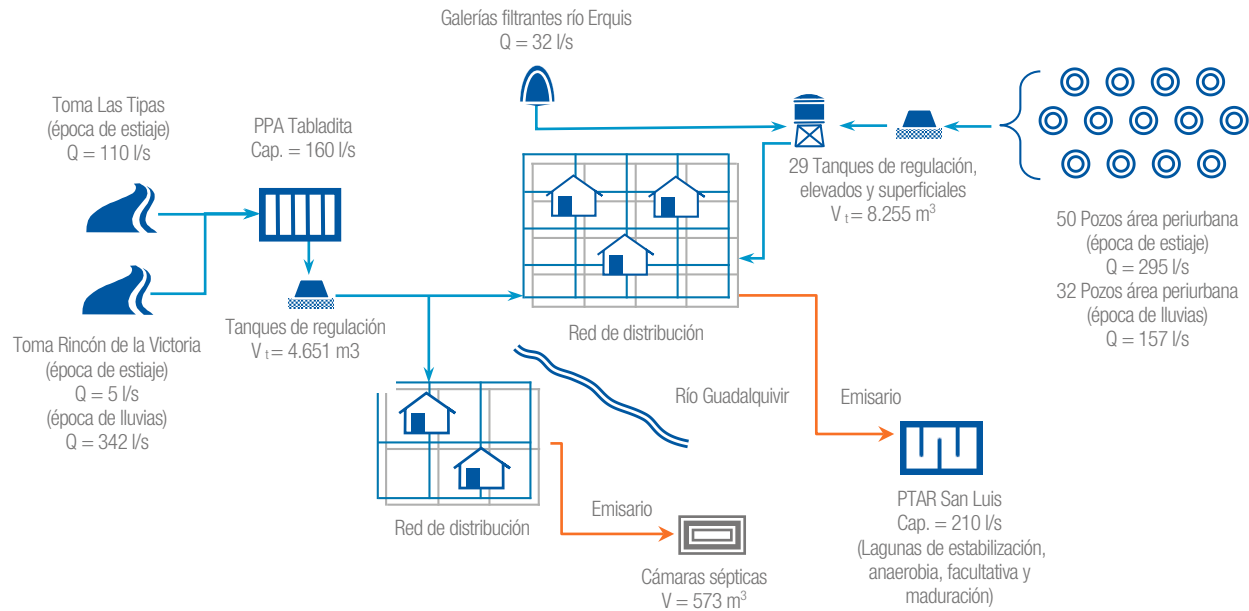 Galerías filtrantes río Erquis
Q = 32 l/s
Toma Las Tipas
(época de estiaje)
Q = 110 l/s
PPA Tabladita
Cap. = 160 l/s
29 Tanques de regulación,
elevados y superficiales
V t = 8.255 m³
50 Pozos área periurbana
(época de estiaje)
Q = 295 l/s
32 Pozos área periurbana
(época de lluvias)
Q = 157 l/s
Tanques de regulación
V t = 4.651 m3
Red de distribución
Toma Rincón de la Victoria
(época de estiaje)
Q = 5 l/s
(época de lluvias)
Q = 342 l/s
Río Guadalquivir
Emisario
Red de distribución
Emisario
Cámaras sépticas
V = 573 m³
PTAR San Luis
Cap. = 210 l/s
(Lagunas de estabilización,
anaerobia, facultativa y
maduración)